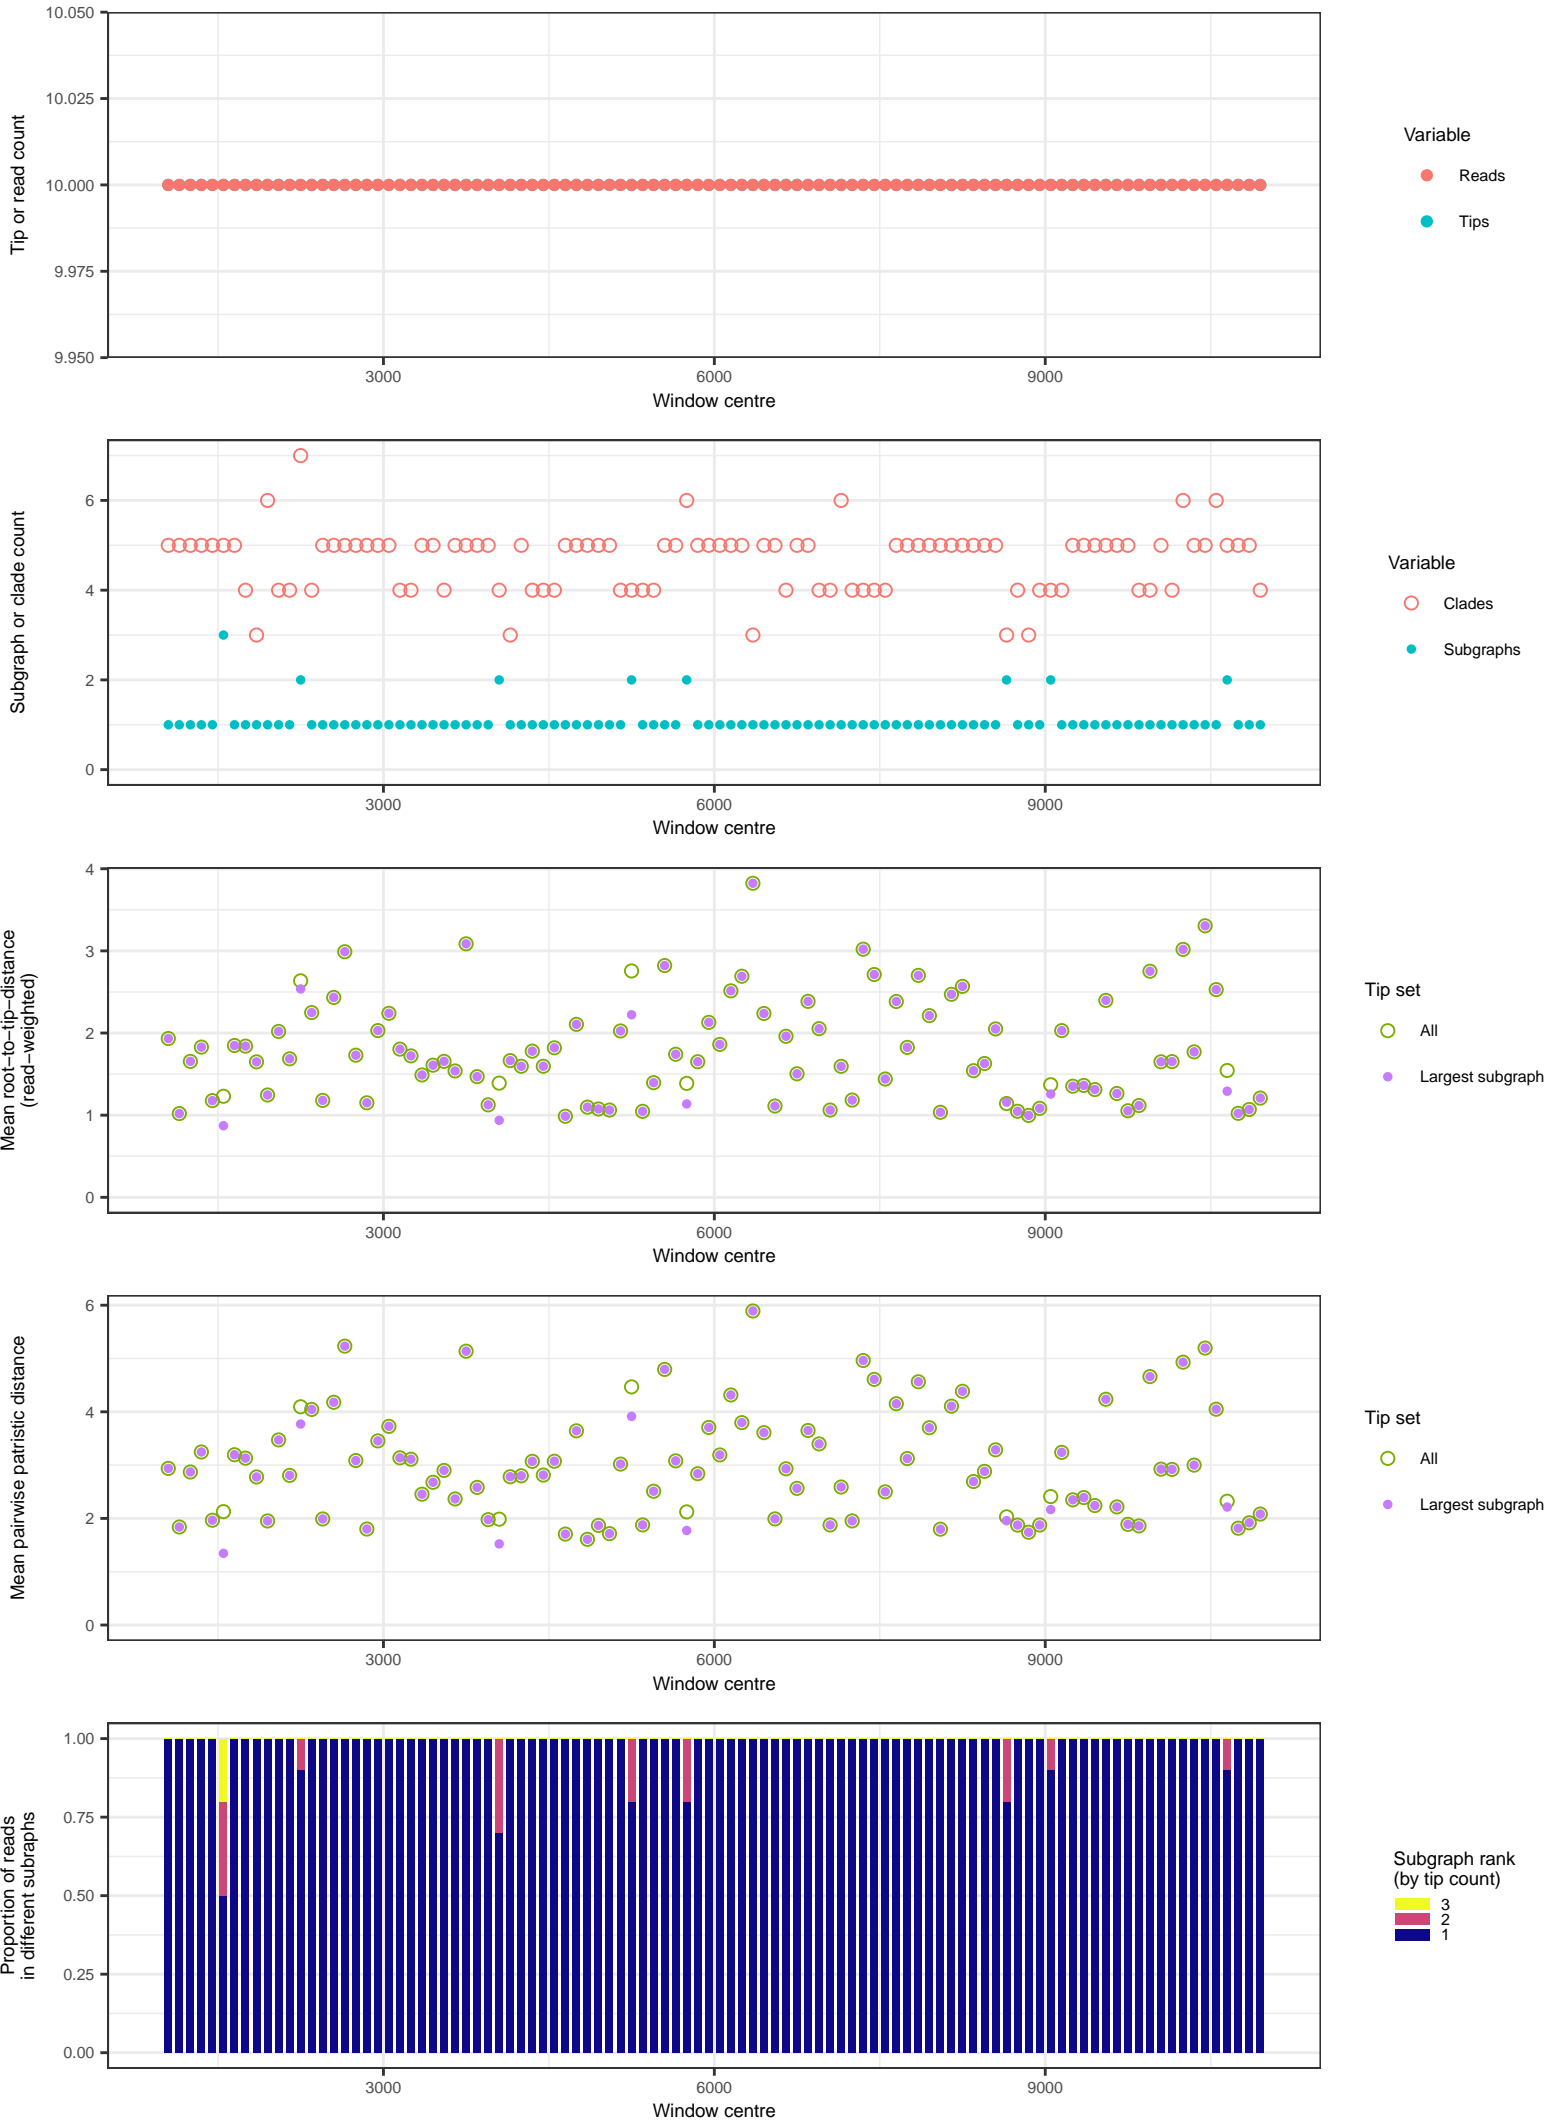 10.050
10.025
10.000
9.975
9.950
Tip or read count
3000
6000
9000
Window centre
Variable
Reads
Tips
6
4
2
0
Subgraph or clade count
3000
6000
9000
Window centre
Variable
Clades
Subgraphs
4
3
2
1
0
Mean root−to−tip−distance
(read−weighted)
3000
6000
9000
Window centre
Tip set
All
Largest subgraph
6
4
2
0
Mean pairwise patristic distance
3000
6000
9000
Window centre
Tip set
All
Largest subgraph
1.00
0.75
0.50
0.25
0.00
Proportion of reads
in different subraphs
3000
6000
9000
Window centre
Subgraph rank
(by tip count)
3
2
1